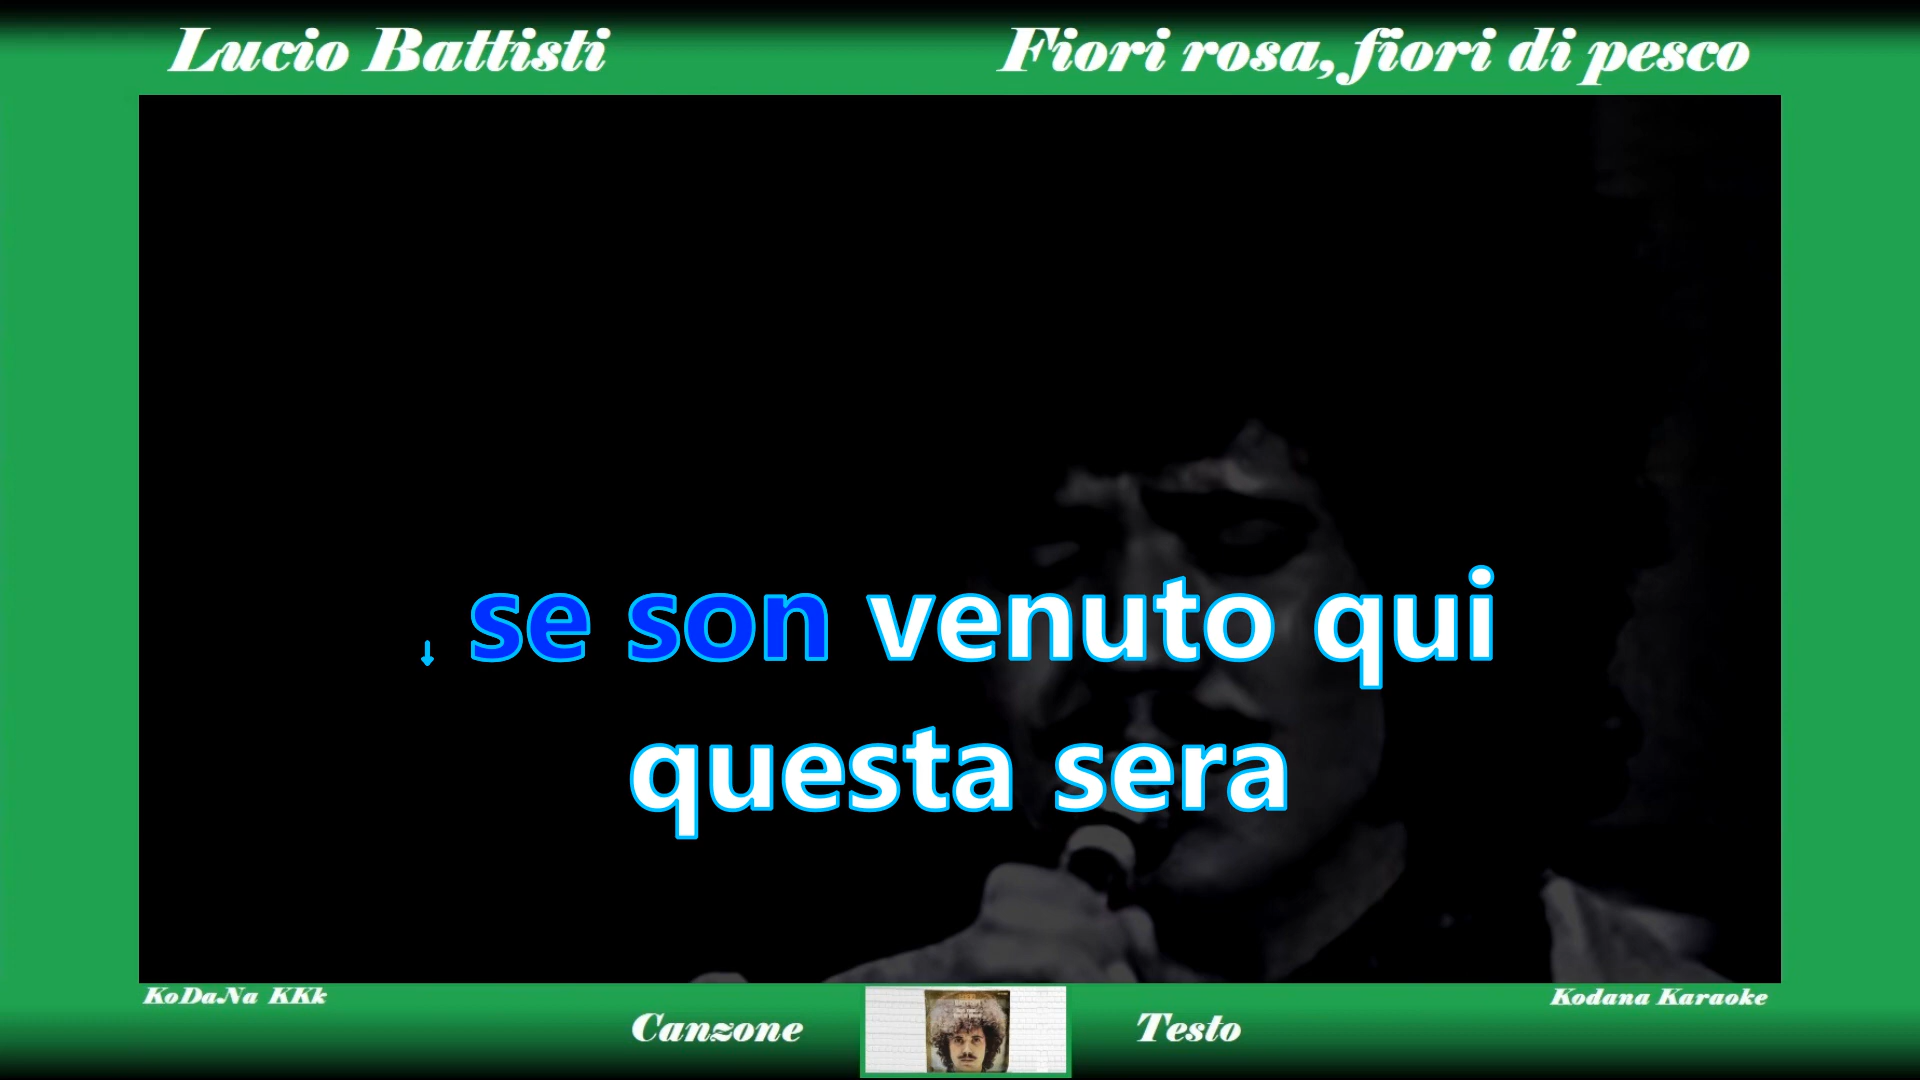 Lucio Battisti
Fiori rosa, fiori di pesco
se son venuto qui
questa sera
KoDaNa KKk
Kodana Karaoke
Canzone
Testo